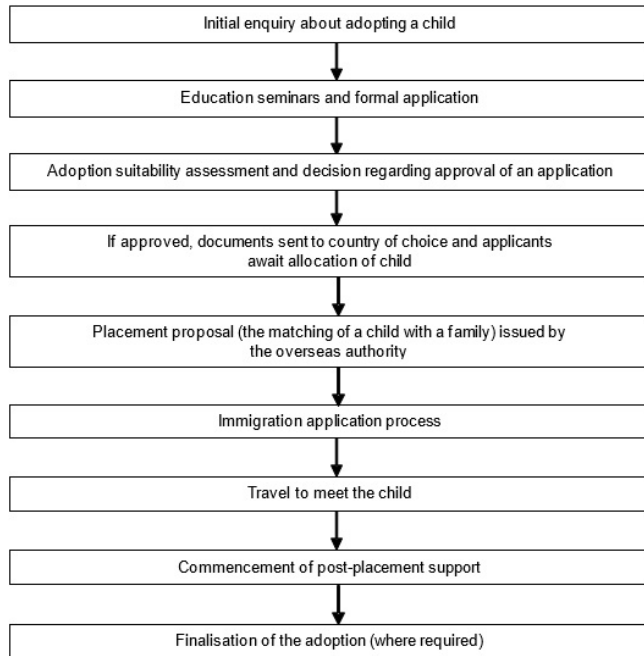 Initial enquiry about adopting a child
Education seminars and formal application
Adoption suitability assessment and decision regarding approval of an application
If approved, documents sent to country of choice and applicants
await allocation of child
Placement proposal (the matching of a child with a family) issued by
the overseas authority
Immigration application process
Travel to meet the child
Commencement of post-placement support
Finalisation of the adoption (where required)